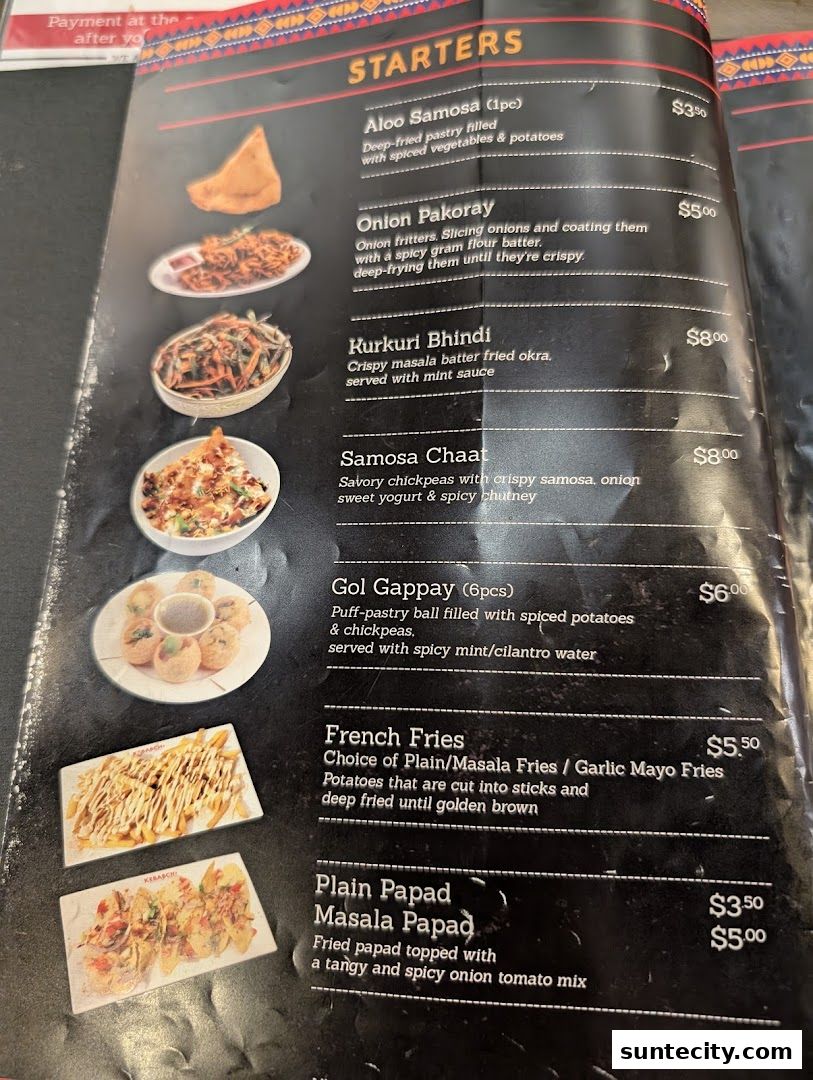 Payment at the
after yo
STARTERS
Aloo Samosa (1pc) $3.50
Deep-fried pastry filled
with spiced vegetables & potatoes
Onion Pakoray $5.00
Onion fritters. Slicing onions and coating them
with a spicy gram flour batter.
deep-frying them until they're crispy.
Kurkuri Bhindi $8.00
Crispy masala batter fried okra,
served with mint sauce
Samosa Chaat $8.00
Savory chickpeas with crispy samosa, onion
sweet yogurt & spicy chutney
Gol Gappay (6pcs) $6.00
Puff-pastry ball filled with spiced potatoes
& chickpeas,
served with spicy mint/cilantro water
French Fries $5.50
Choice of Plain/Masala Fries / Garlic Mayo Fries
Potatoes that are cut into sticks and
deep fried until golden brown
KEBABCHI
Plain Papad $3.50
Masala Papad $5.00
Fried papad topped with
a tangy and spicy onion tomato mix
KEBABCHI
suntecity.com